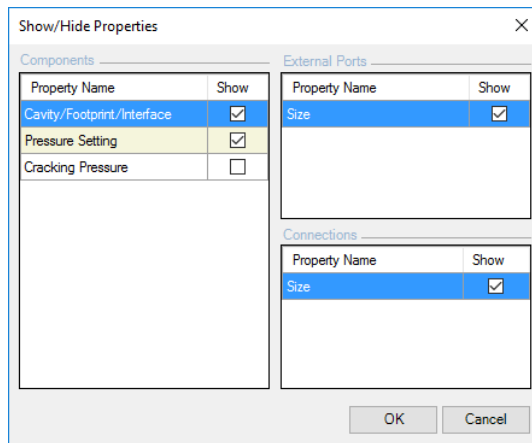 Show/Hide Properties
Components
Property Name Show
Cavity/Footprint/Interface
Pressure Setting
Cracking Pressure
External Ports
Property Name Show
Size
Connections
Property Name Show
Size
OK Cancel